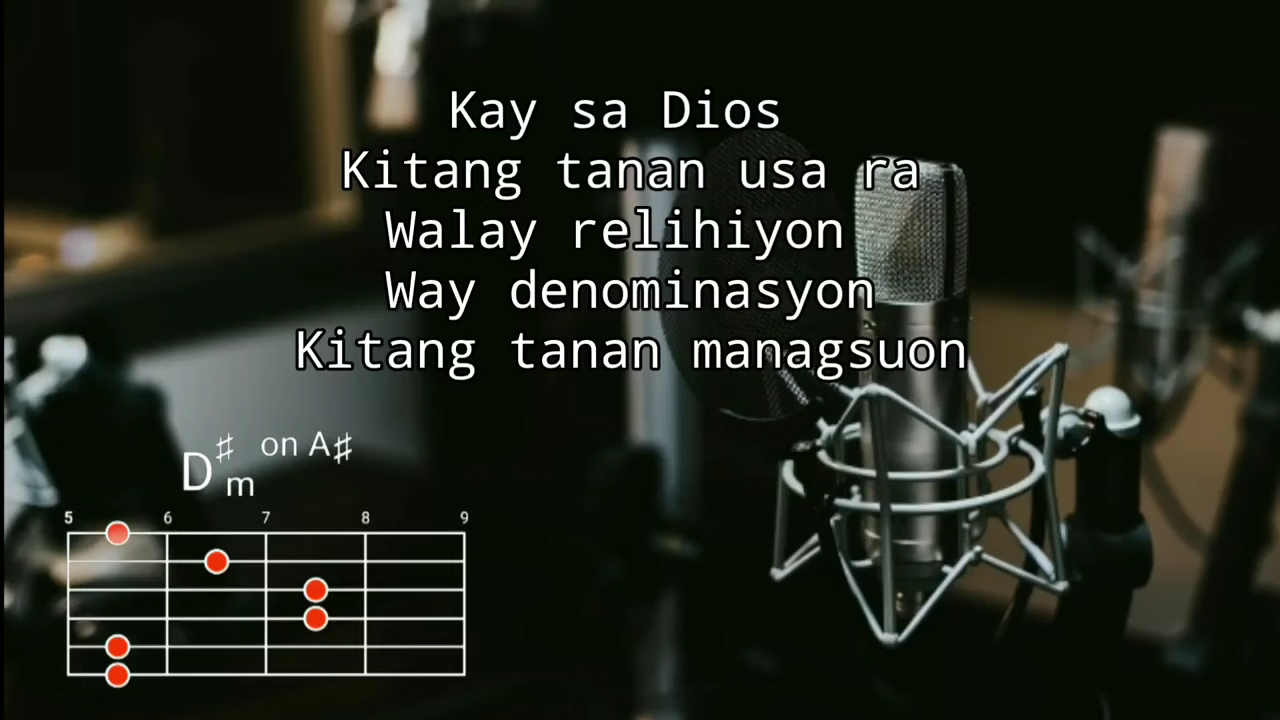 Kay sa Dios
Kitang tanan usa ra
Walay relihiyon
Way denominasyon
Kitang tanan managsuon
D♯m on A♯
5 6 7 8 9